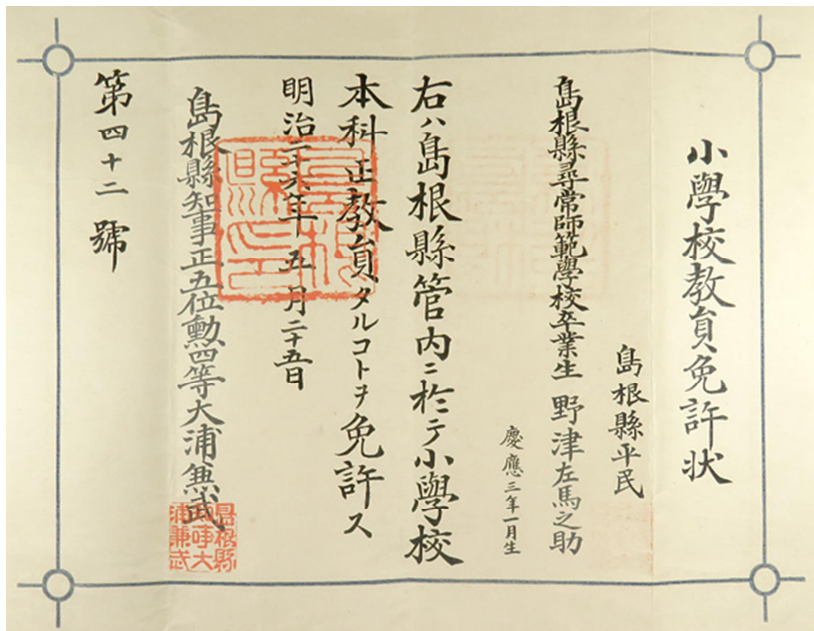 小學校教員免許状
島根縣平民
島根縣尋常師範學校卒業生 野津左馬之助
慶應三年一月生
右ハ島根縣管内ニ於テ小學校
本科正教員タルコトヲ免許ス
明治二十六年五月二十五日
島根縣知事正五位勲四等大浦兼武
第四十二號